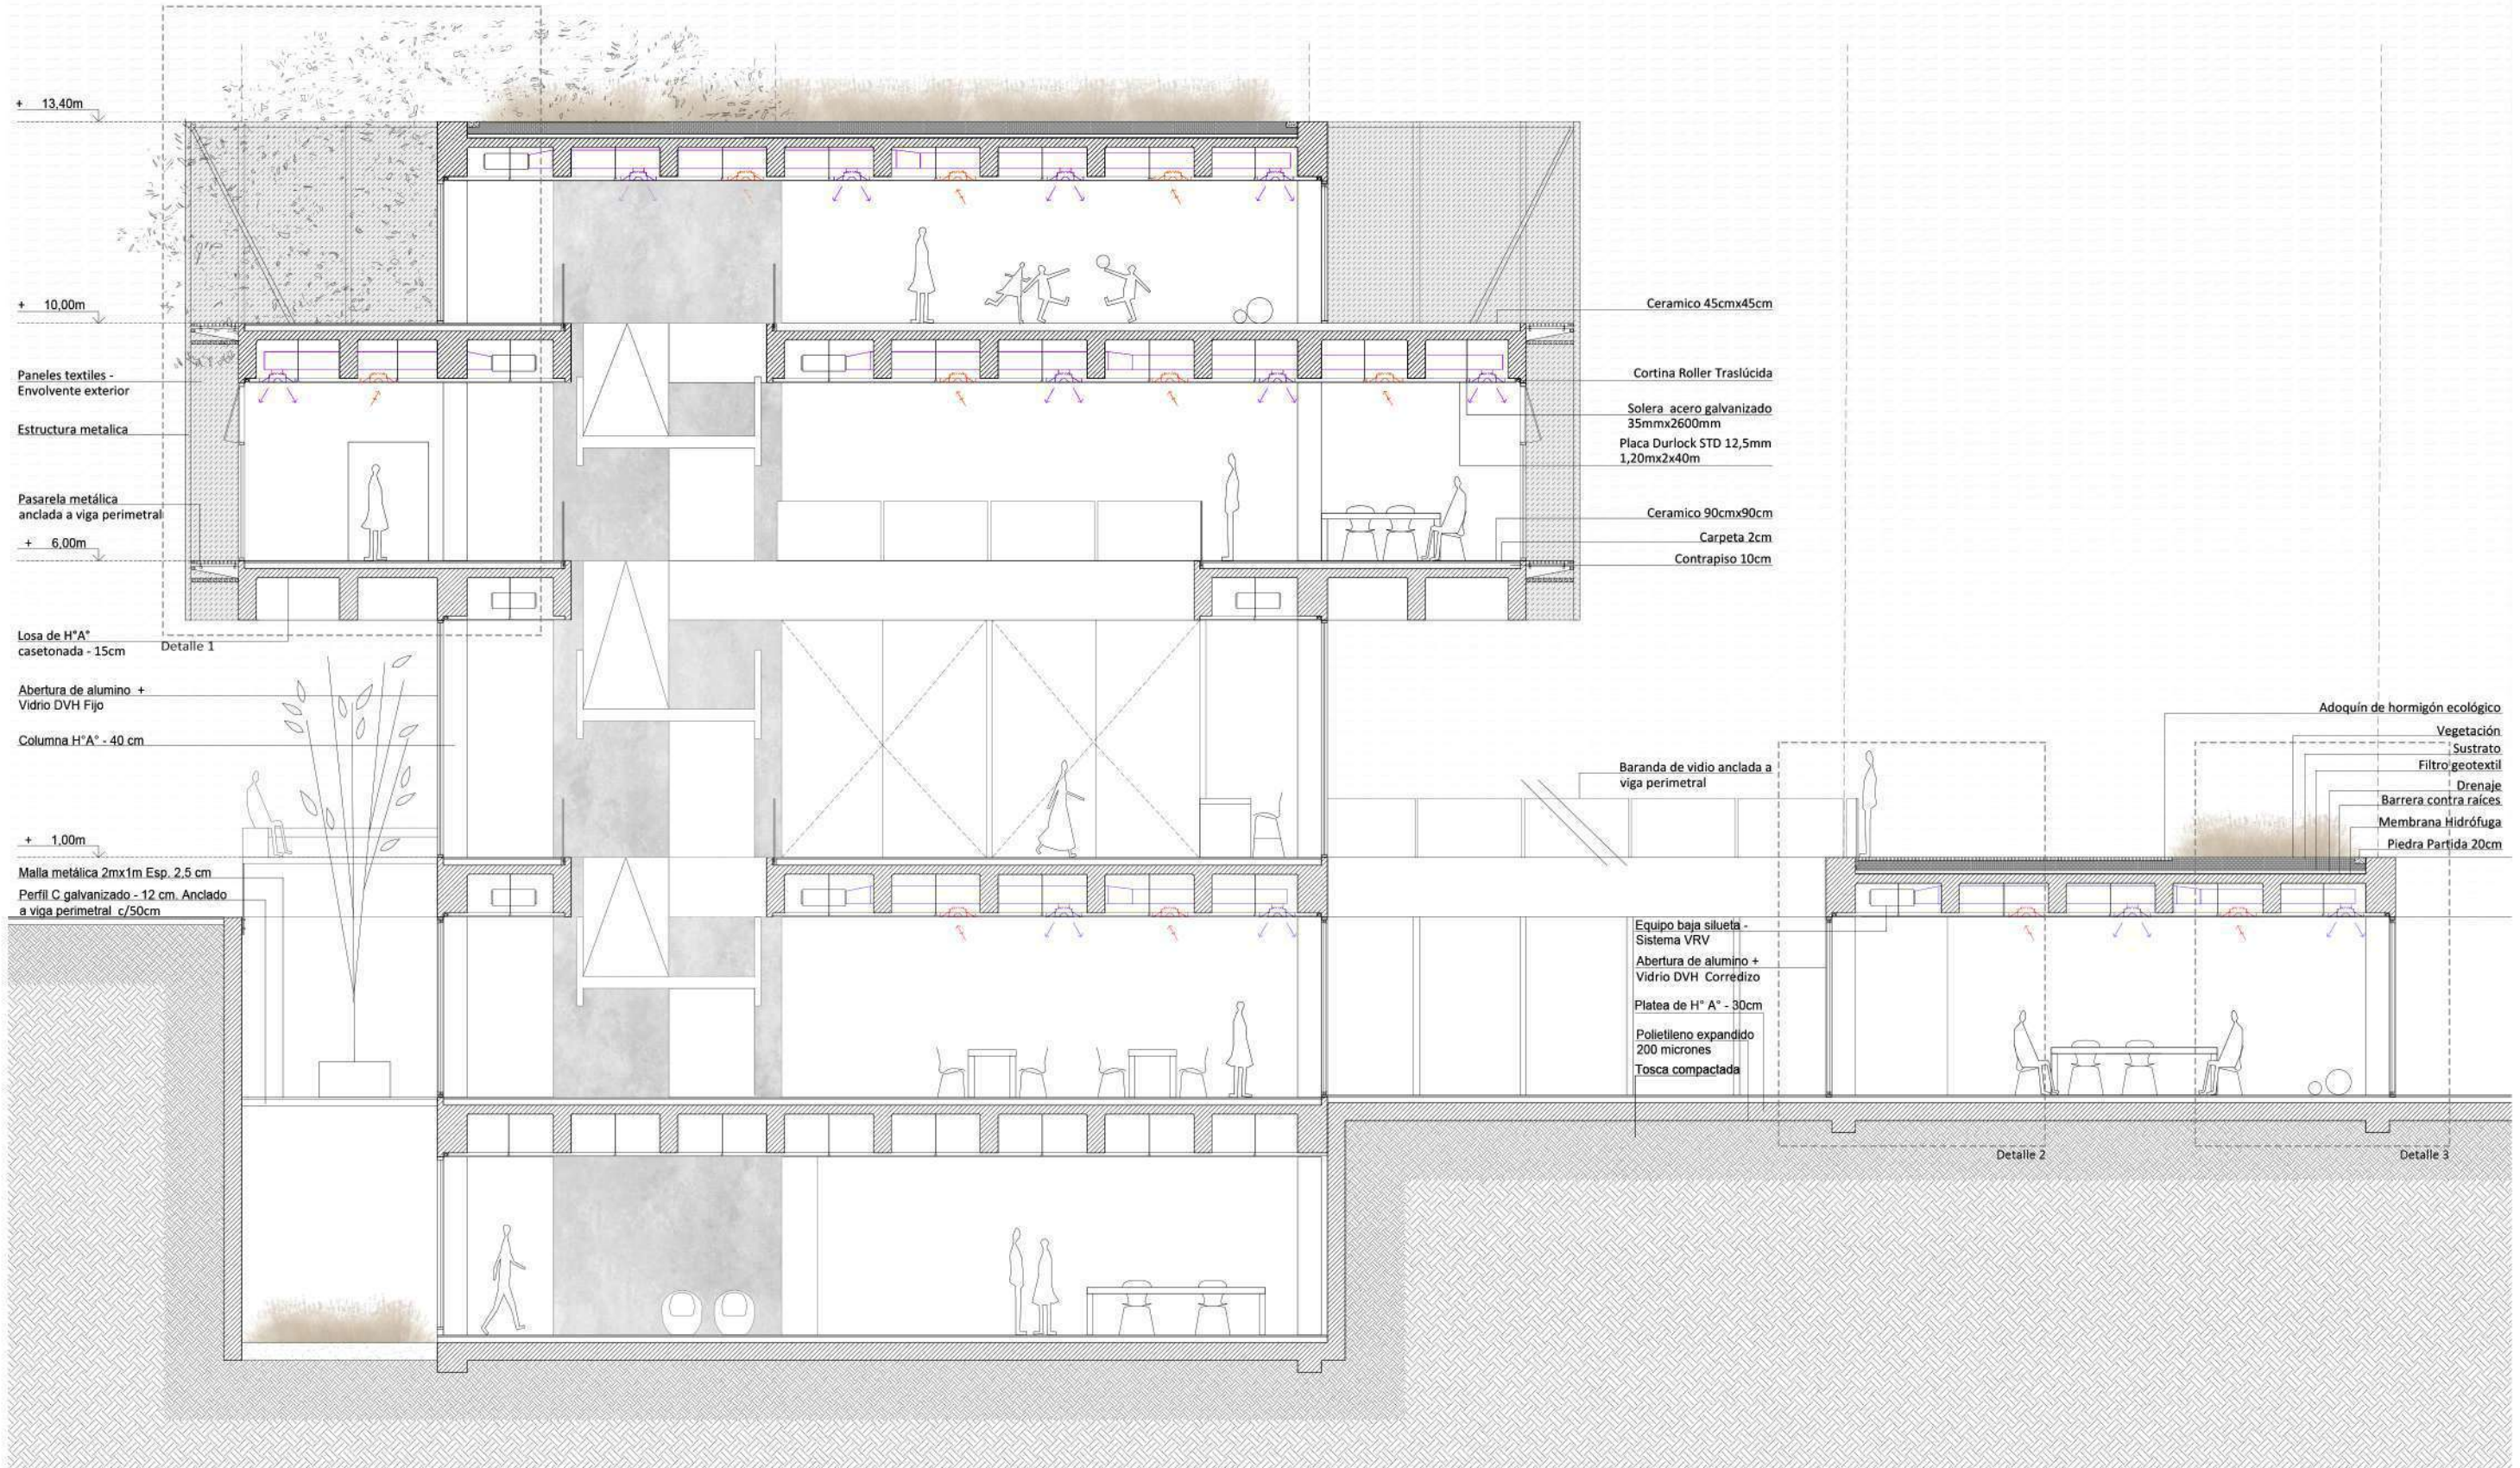 + 13,40m
+ 10,00m
Paneles textiles -
Envolvente exterior
Estructura metalica
Pasarela metálica
anclada a viga perimetral
+ 6,00m
Losa de H°A°
casetonada - 15cm
Detalle 1
Abertura de alumino +
Vidrio DVH Fijo
Columna H°A° - 40 cm
+ 1,00m
Malla metálica 2mx1m Esp. 2,5 cm
Perfil C galvanizado - 12 cm. Anclado
a viga perimetral c/50cm
Ceramico 45cmx45cm
Cortina Roller Traslúcida
Solera acero galvanizado
35mmx2600mm
Placa Durlock STD 12,5mm
1,20mx2x40m
Ceramico 90cmx90cm
Carpeta 2cm
Contrapiso 10cm
Baranda de vidio anclada a
viga perimetral
Equipo baja silueta -
Sistema VRV
Abertura de alumino +
Vidrio DVH Corredizo
Platea de H° A° - 30cm
Polietileno expandido
200 micrones
Tosca compactada
Adoquín de hormigón ecológico
Vegetación
Sustrato
Filtro geotextil
Drenaje
Barrera contra raíces
Membrana Hidrófuga
Piedra Partida 20cm
Detalle 2
Detalle 3